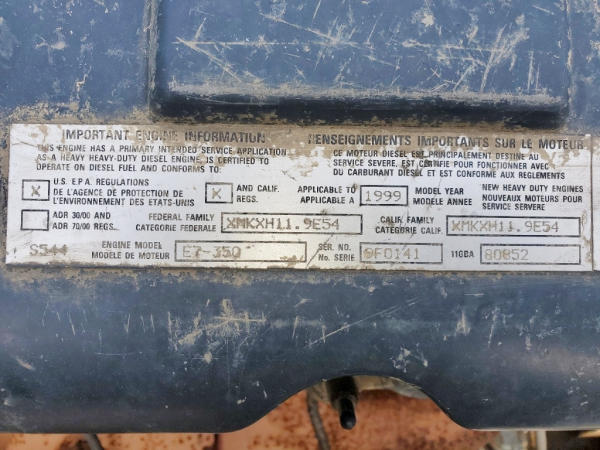 IMPORTANT ENGINE INFORMATION
THIS ENGINE HAS A PRIMARY INTENDED SERVICE APPLICATION
AS A HEAVY HEAVY-DUTY DIESEL ENGINE, IS CERTIFIED TO
OPERATE ON DIESEL FUEL AND CONFORMS TO:
RENSEIGNEMENTS IMPORTANTS SUR LE MOTEUR
CE MOTEUR DIESEL EST PRINCIPALEMENT DESTINE AU
SERVICE SEVERE, EST CERTIFIE POUR FONCTIONNER AVEC
DU CARBURANT DIESEL ET EST CONFORME AUX REGLEMENTS
X U.S. E.P.A. REGULATIONS
DE L'AGENCE DE PROTECTION DE
L'ENVIRONNEMENT DES ETATS-UNIS
X AND CALIF.
REGS.
APPLICABLE TO
APPLICABLE A
1999
MODEL YEAR
MODELE ANNEE
NEW HEAVY DUTY ENGINES
NOUVEAUX MOTEURS POUR
SERVICE SEVERE
ADR 30/00 AND
ADR 70/00 REGS.
FEDERAL FAMILY
CATEGORIE FEDERALE
XMKXH11.9E54
CALIF. FAMILY
CATEGORIE CALIF.
XMKXH11.9E54
S544
ENGINE MODEL
MODELE DE MOTEUR
E7-350
SER. NO.
No. SERIE
9F0141
11GBA
80852